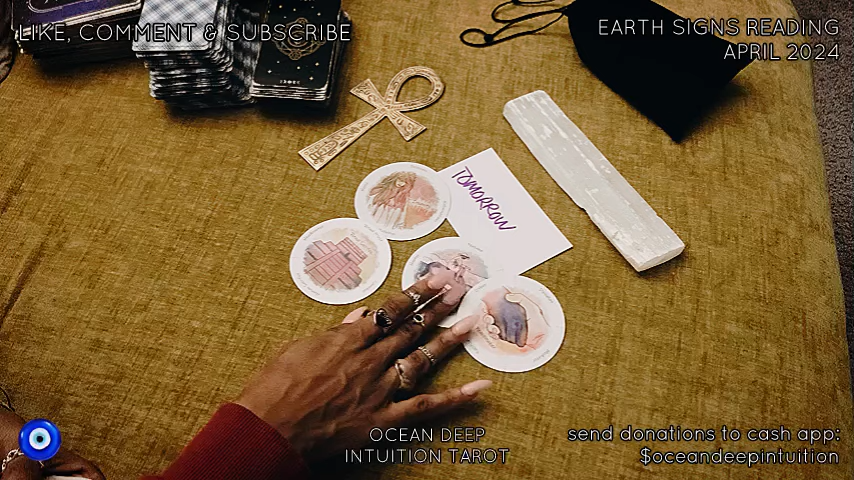 LIKE, COMMENT & SUBSCRIBE
EARTH SIGNS READING
APRIL 2024
TOMORROW
OCEAN DEEP
INTUITION TAROT
send donations to cash app:
$oceandeepintuition